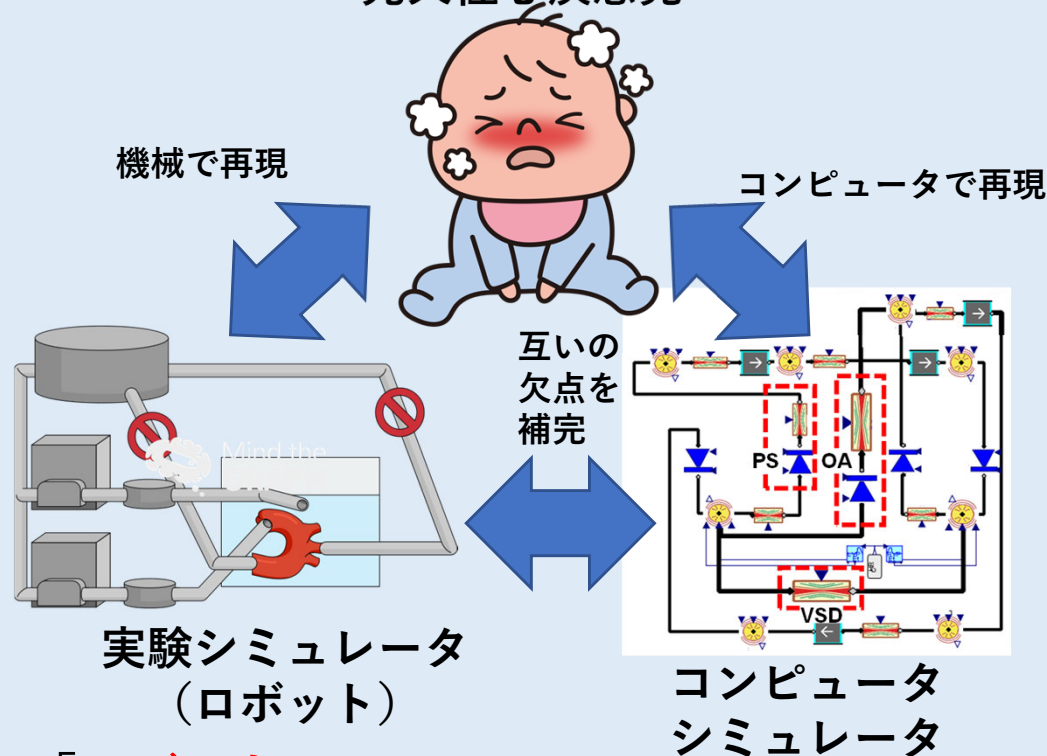 機械で再現
コンピュータで再現
互いの
欠点を
補完
Mind the
PS
OA
VSD
実験シミュレータ
(ロボット)
コンピュータ
シミュレータ